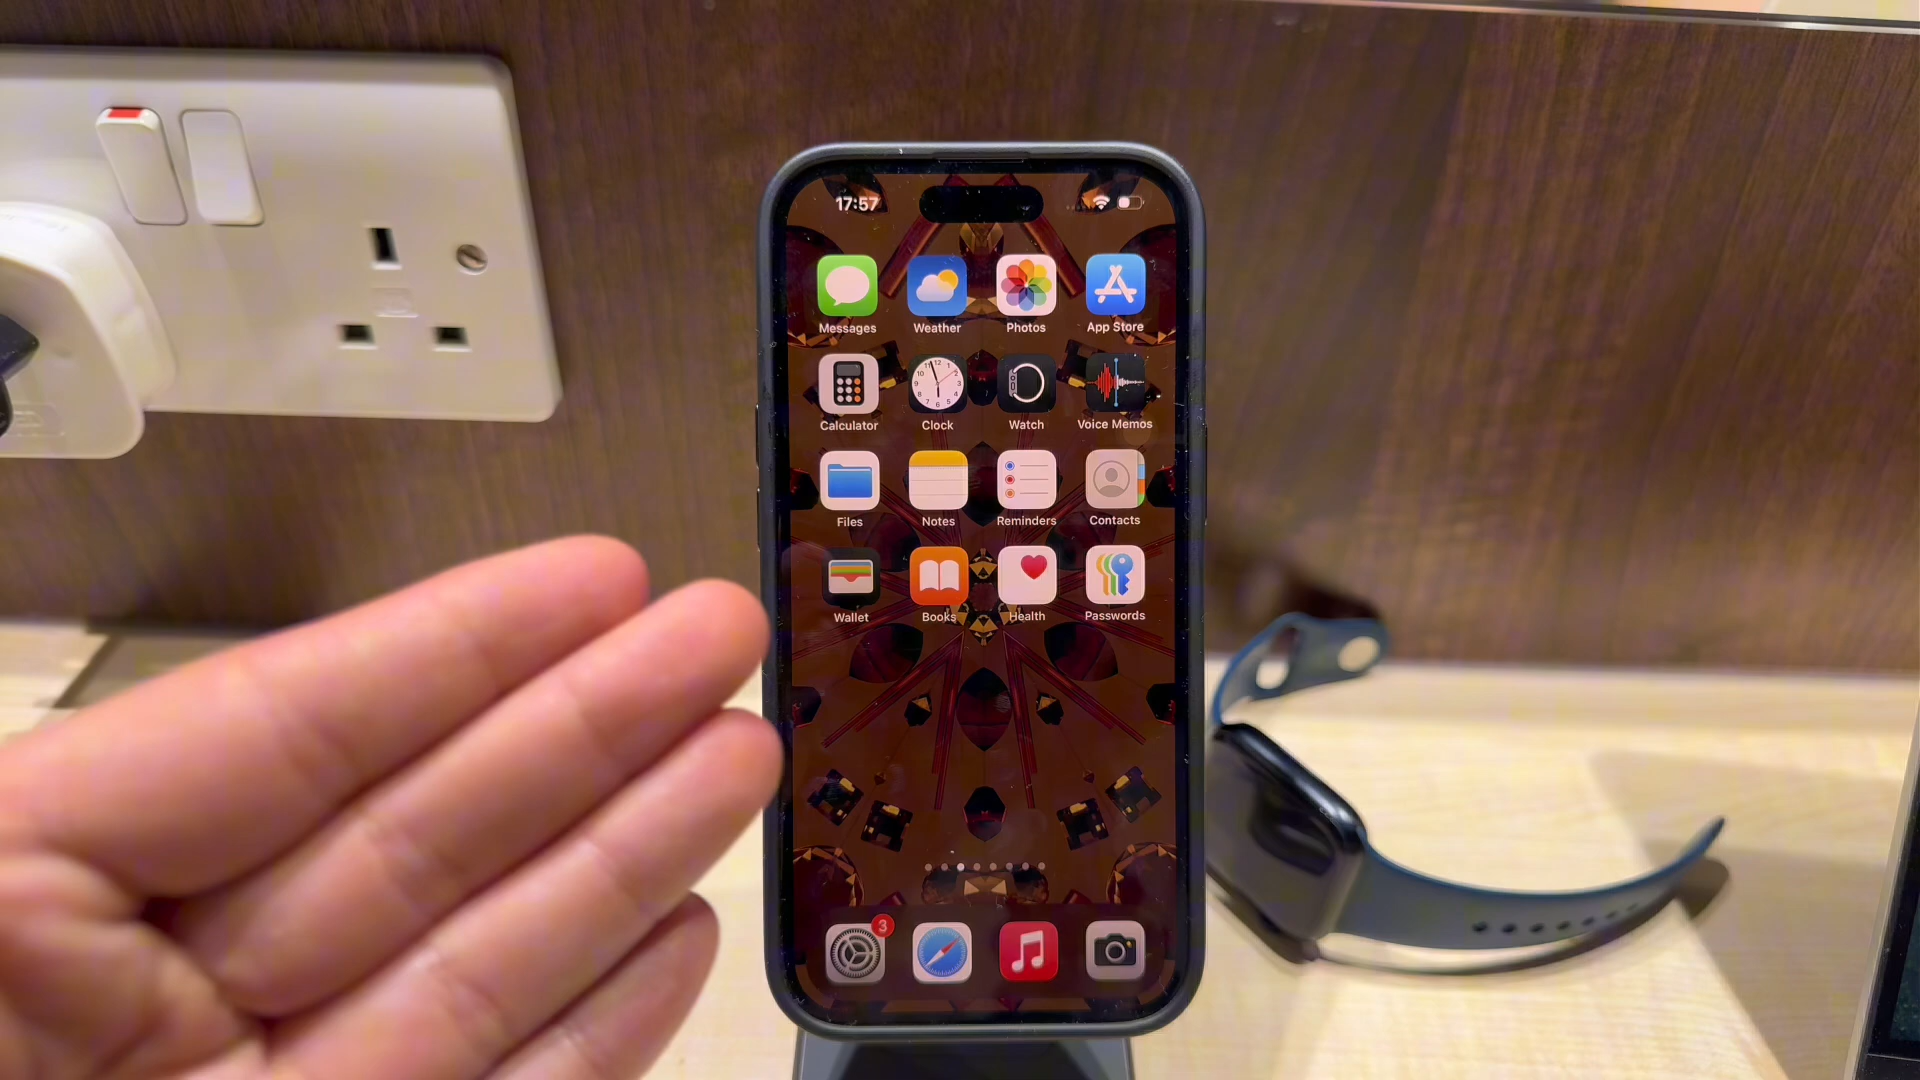 17:57
Messages Weather Photos App Store
Calculator Clock Watch Voice Memos
Files Notes Reminders Contacts
Wallet Books Health Passwords
3